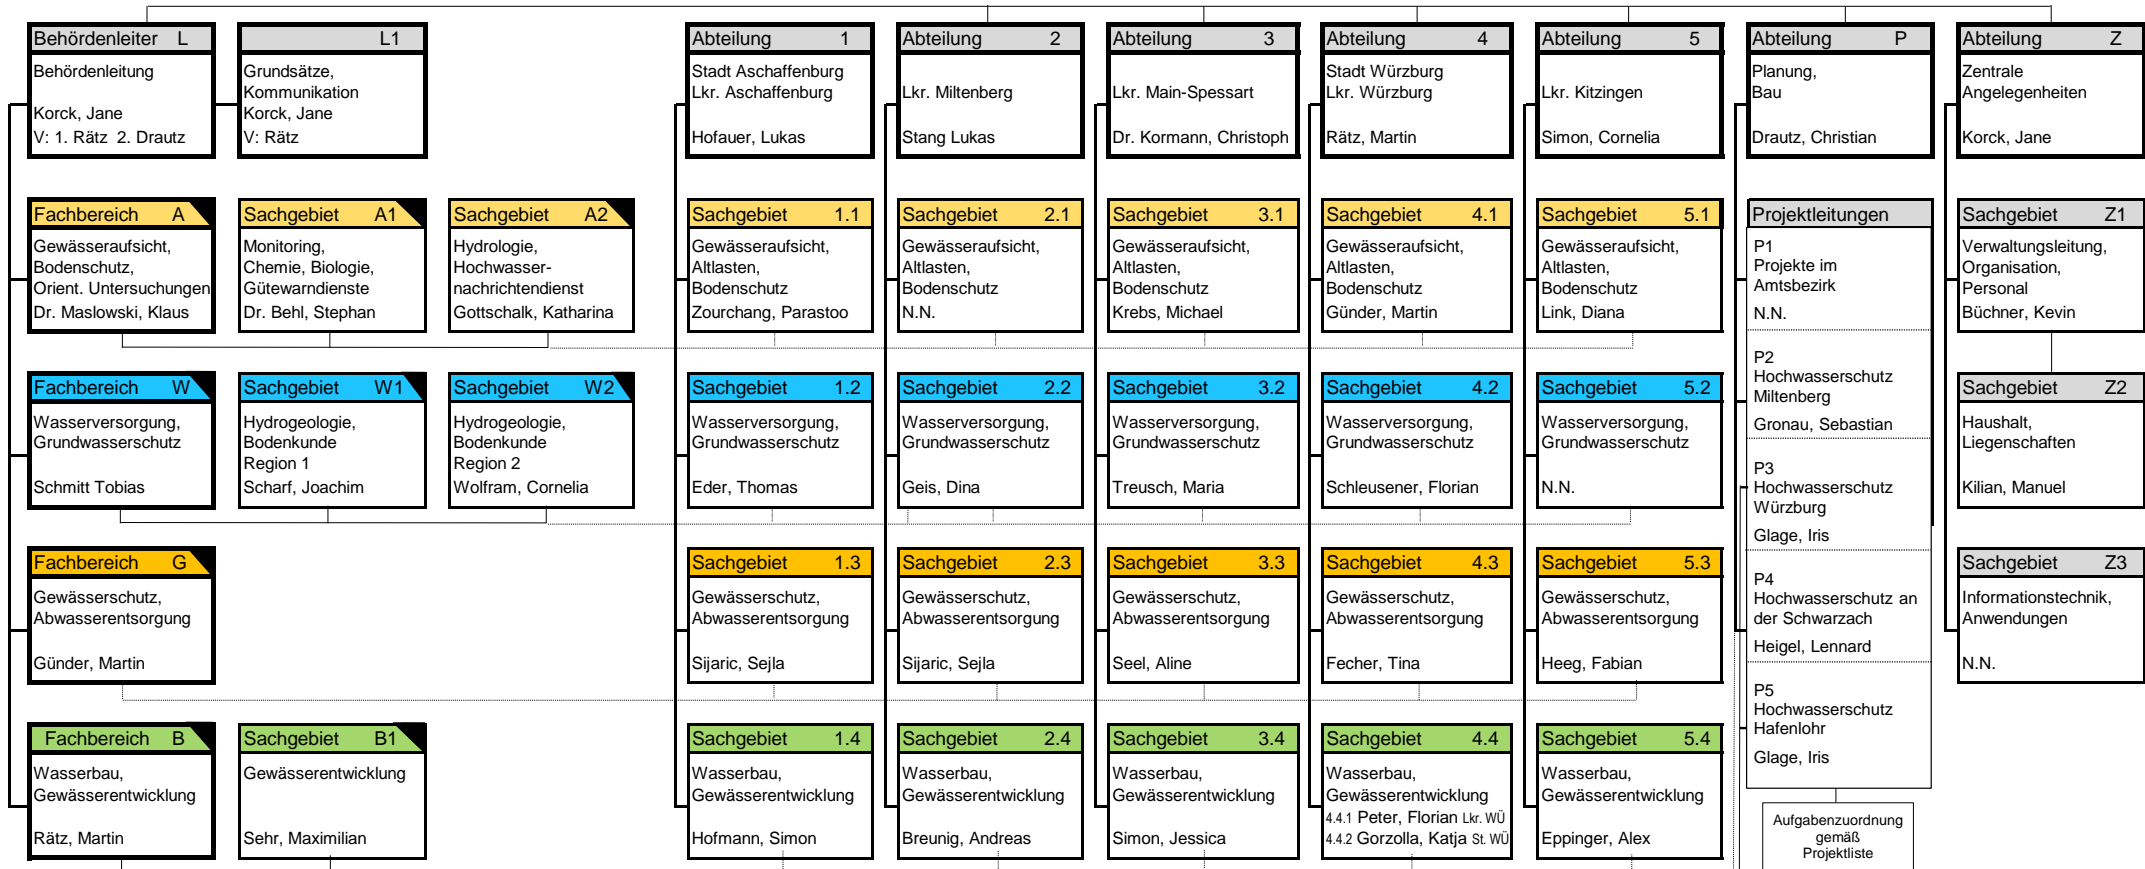 Behördenleiter L
Behördenleitung
Korck, Jane
V: 1. Rätz 2. Drautz
L1
Grundsätze,
Kommunikation
Korck, Jane
V: Rätz
Abteilung 1
Stadt Aschaffenburg
Lkr. Aschaffenburg
Hofauer, Lukas
Abteilung 2
Lkr. Miltenberg
Stang Lukas
Abteilung 3
Lkr. Main-Spessart
Dr. Kormann, Christoph
Abteilung 4
Stadt Würzburg
Lkr. Würzburg
Rätz, Martin
Abteilung 5
Lkr. Kitzingen
Simon, Cornelia
Abteilung P
Planung,
Bau
Drautz, Christian
Abteilung Z
Zentrale
Angelegenheiten
Korck, Jane
Fachbereich A
Gewässeraufsicht,
Bodenschutz,
Orient. Untersuchungen
Dr. Maslowski, Klaus
Sachgebiet A1
Monitoring,
Chemie, Biologie,
Gütewarndienste
Dr. Behl, Stephan
Sachgebiet A2
Hydrologie,
Hochwasser-
nachrichtendienst
Gottschalk, Katharina
Sachgebiet 1.1
Gewässeraufsicht,
Altlasten,
Bodenschutz
Zourchang, Parastoo
Sachgebiet 2.1
Gewässeraufsicht,
Altlasten,
Bodenschutz
N.N.
Sachgebiet 3.1
Gewässeraufsicht,
Altlasten,
Bodenschutz
Krebs, Michael
Sachgebiet 4.1
Gewässeraufsicht,
Altlasten,
Bodenschutz
Günder, Martin
Sachgebiet 5.1
Gewässeraufsicht,
Altlasten,
Bodenschutz
Link, Diana
Projektleitungen
P1
Projekte im
Amtsbezirk
N.N.
P2
Hochwasserschutz
Miltenberg
Gronau, Sebastian
P3
Hochwasserschutz
Würzburg
Glage, Iris
P4
Hochwasserschutz an
der Schwarzach
Heigel, Lennard
P5
Hochwasserschutz
Hafenlohr
Glage, Iris
Aufgabenzuordnung
gemäß
Projektliste
Sachgebiet Z1
Verwaltungsleitung,
Organisation,
Personal
Büchner, Kevin
Fachbereich W
Wasserversorgung,
Grundwasserschutz
Schmitt Tobias
Sachgebiet W1
Hydrogeologie,
Bodenkunde
Region 1
Scharf, Joachim
Sachgebiet W2
Hydrogeologie,
Bodenkunde
Region 2
Wolfram, Cornelia
Sachgebiet 1.2
Wasserversorgung,
Grundwasserschutz
Eder, Thomas
Sachgebiet 2.2
Wasserversorgung,
Grundwasserschutz
Geis, Dina
Sachgebiet 3.2
Wasserversorgung,
Grundwasserschutz
Treusch, Maria
Sachgebiet 4.2
Wasserversorgung,
Grundwasserschutz
Schleusener, Florian
Sachgebiet 5.2
Wasserversorgung,
Grundwasserschutz
N.N.
Sachgebiet Z2
Haushalt,
Liegenschaften
Kilian, Manuel
Fachbereich G
Gewässerschutz,
Abwasserentsorgung
Günder, Martin
Sachgebiet 1.3
Gewässerschutz,
Abwasserentsorgung
Sijaric, Sejla
Sachgebiet 2.3
Gewässerschutz,
Abwasserentsorgung
Sijaric, Sejla
Sachgebiet 3.3
Gewässerschutz,
Abwasserentsorgung
Seel, Aline
Sachgebiet 4.3
Gewässerschutz,
Abwasserentsorgung
Fecher, Tina
Sachgebiet 5.3
Gewässerschutz,
Abwasserentsorgung
Heeg, Fabian
Sachgebiet Z3
Informationstechnik,
Anwendungen
N.N.
Fachbereich B
Wasserbau,
Gewässerentwicklung
Rätz, Martin
Sachgebiet B1
Gewässerentwicklung
Sehr, Maximilian
Sachgebiet 1.4
Wasserbau,
Gewässerentwicklung
Hofmann, Simon
Sachgebiet 2.4
Wasserbau,
Gewässerentwicklung
Breunig, Andreas
Sachgebiet 3.4
Wasserbau,
Gewässerentwicklung
Simon, Jessica
Sachgebiet 4.4
Wasserbau,
Gewässerentwicklung
4.4.1 Peter, Florian Lkr. WÜ
4.4.2 Gorzolla, Katja St. WÜ
Sachgebiet 5.4
Wasserbau,
Gewässerentwicklung
Eppinger, Alex